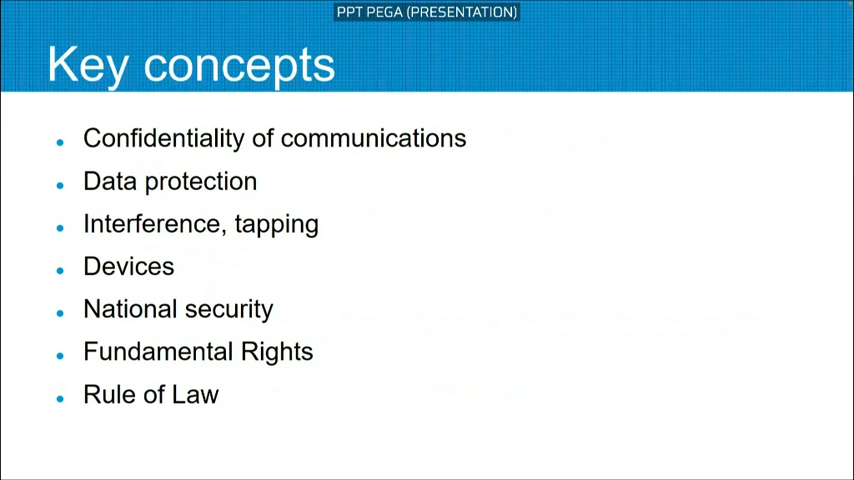 PPT PEGA (PRESENTATION)
Key concepts
Confidentiality of communications
Data protection
Interference, tapping
Devices
National security
Fundamental Rights
Rule of Law